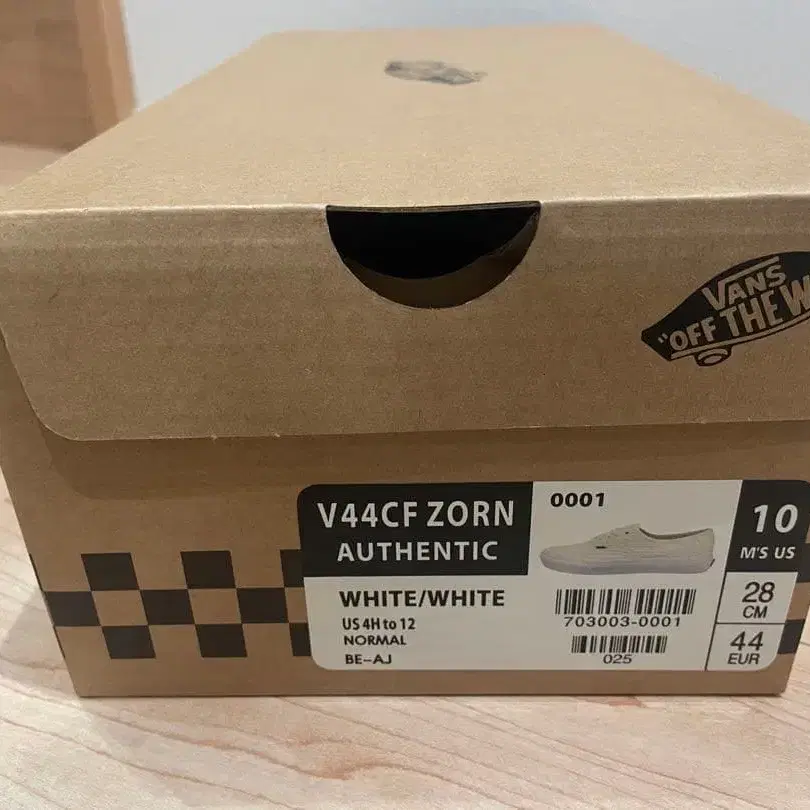 VANS
"OFF THE W
V44CF ZORN
AUTHENTIC
0001
10
M'S US
WHITE/WHITE
US 4H to 12
NORMAL
BE-AJ
703003-0001
025
28
CM
44
EUR